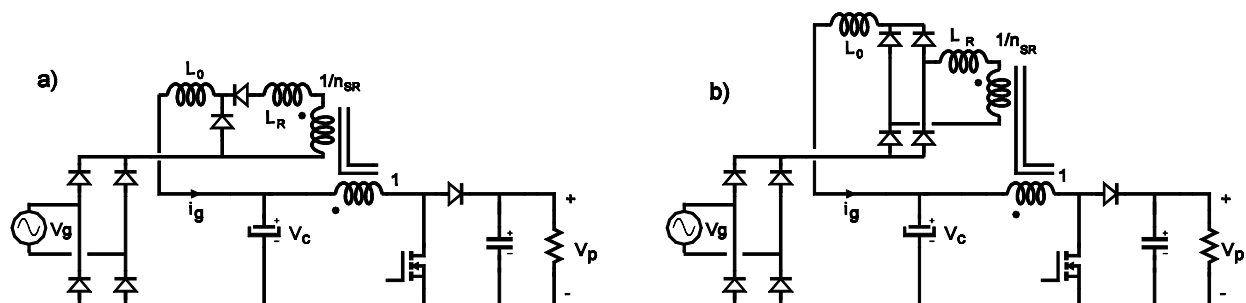 a)
L0
LR
1/nSR
1
Vg
ig
VC
+
-
+
-
+
Vp
-
b)
L0
LR
1/nSR
1
Vg
ig
VC
+
-
+
-
+
Vp
-